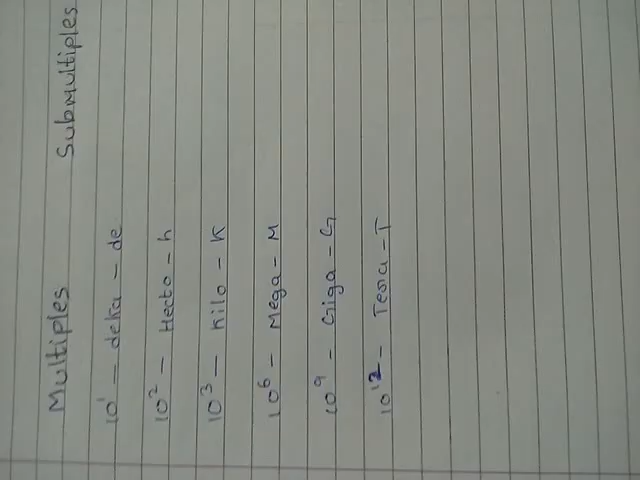 Multiples Submultiples
10¹ – deka – de
10² – Hecto – h
10³ – Kilo – K
10⁶ – Mega – M
10⁹ – Giga – G
10¹² – Tera – T